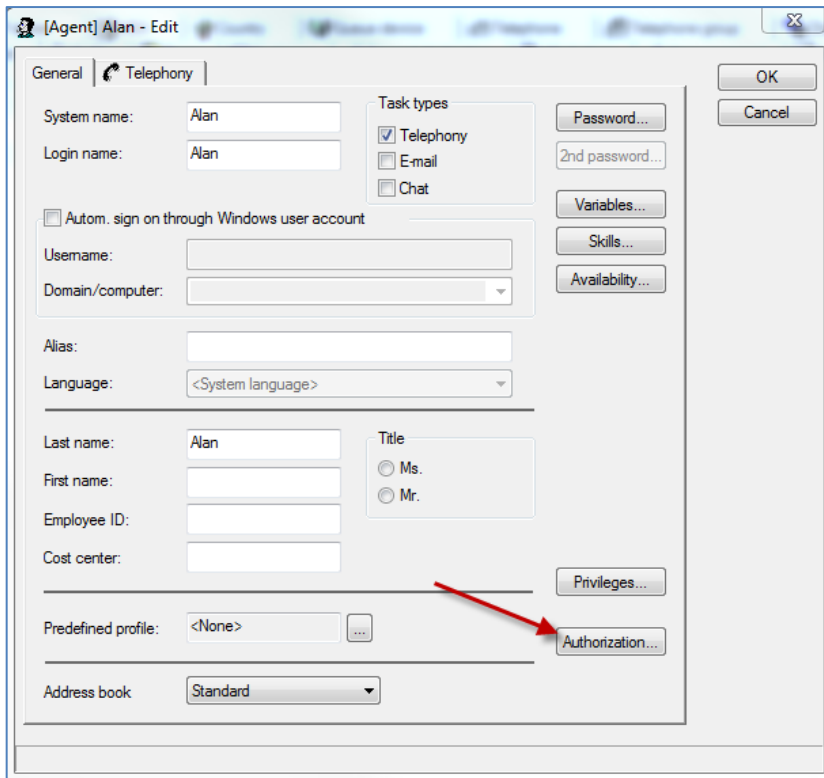 [Agent] Alan - Edit
General
Telephony
OK
Cancel
System name:
Alan
Login name:
Alan
Task types
Telephony
E-mail
Chat
Password...
2nd password...
Variables...
Skills...
Availability...
Autom. sign on through Windows user account
Username:
Domain/computer:
Alias:
Language:
<System language>
Last name:
Alan
First name:
Employee ID:
Cost center:
Title
Ms.
Mr.
Privileges...
Predefined profile:
<None>
...
Authorization...
Address book
Standard